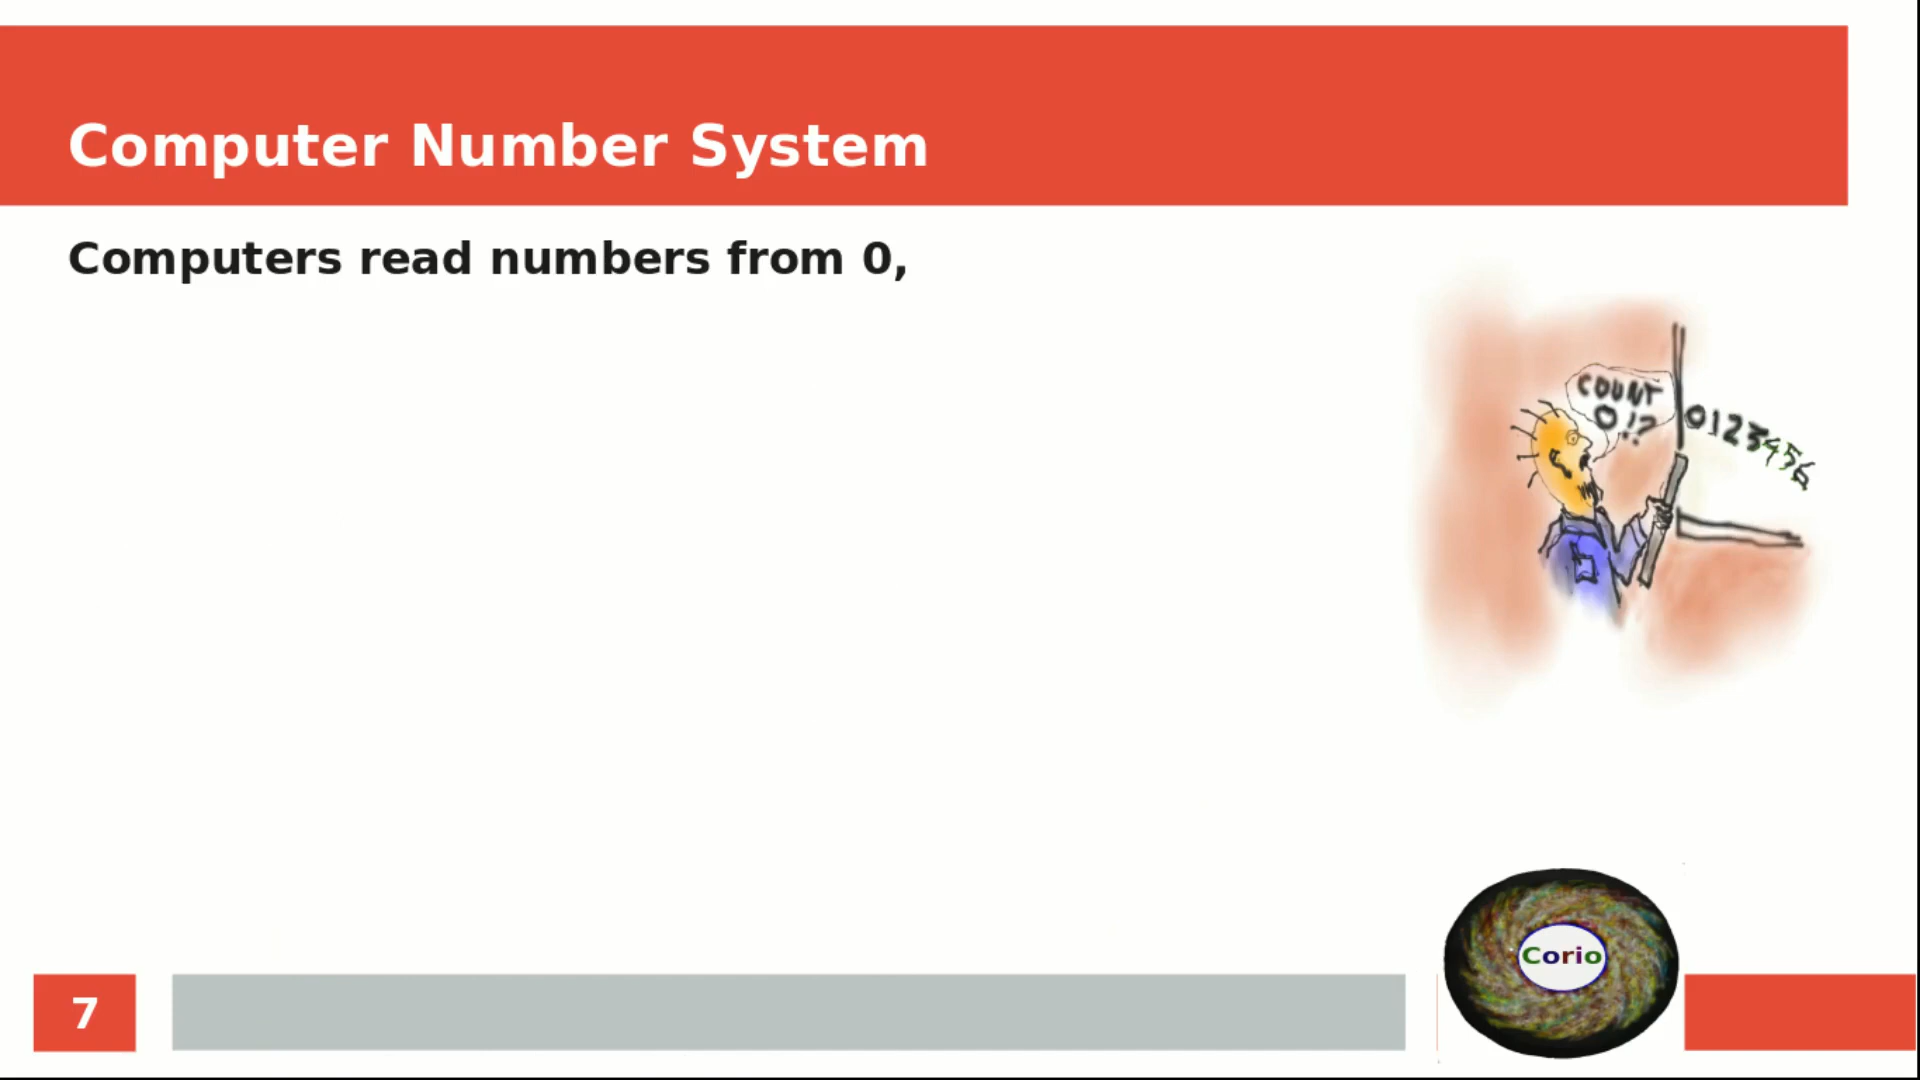 Computer Number System
Computers read numbers from 0,
COUNT
0!?
0123456
Corio
7